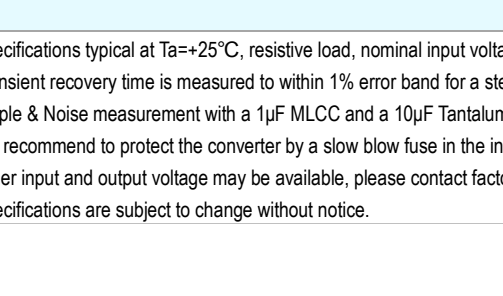 ecifications typical at Ta=+25℃, resistive load, nominal input volta
nsient recovery time is measured to within 1% error band for a ste
ple & Noise measurement with a 1μF MLCC and a 10μF Tantalum
recommend to protect the converter by a slow blow fuse in the in
er input and output voltage may be available, please contact facto
ecifications are subject to change without notice.